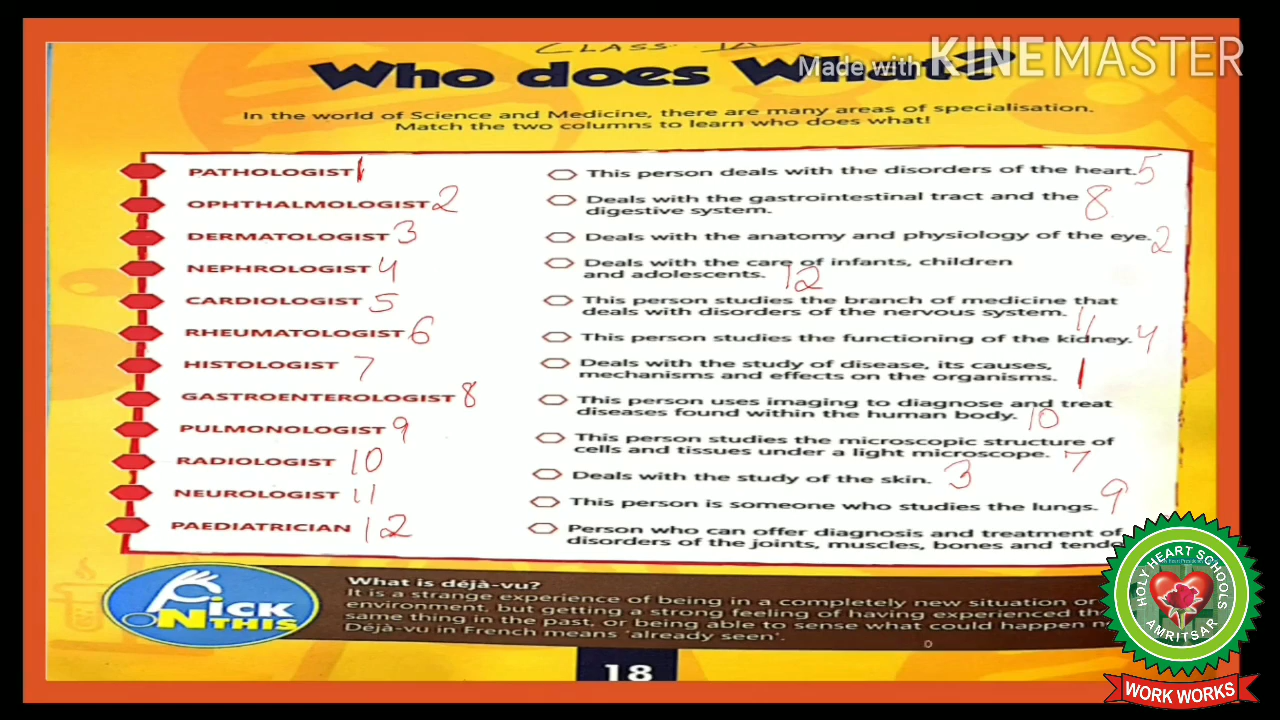 CLASS
Made with KINEMASTER
Who does What?
In the world of Science and Medicine, there are many areas of specialisation.
Match the two columns to learn who does what!
PATHOLOGIST 1
OPHTHALMOLOGIST 2
DERMATOLOGIST 3
NEPHROLOGIST 4
CARDIOLOGIST 5
RHEUMATOLOGIST 6
HISTOLOGIST 7
GASTROENTEROLOGIST 8
PULMONOLOGIST 9
RADIOLOGIST 10
NEUROLOGIST 11
PAEDIATRICIAN 12
This person deals with the disorders of the heart. 5
Deals with the gastrointestinal tract and the 8
digestive system.
Deals with the anatomy and physiology of the eye. 2
Deals with the care of infants, children
and adolescents. 12
This person studies the branch of medicine that
deals with disorders of the nervous system. 11
This person studies the functioning of the kidney. 4
Deals with the study of disease, its causes,
mechanisms and effects on the organisms. 1
This person uses imaging to diagnose and treat
diseases found within the human body. 10
This person studies the microscopic structure of
cells and tissues under a light microscope. 7
Deals with the study of the skin. 3
This person is someone who studies the lungs. 9
Person who can offer diagnosis and treatment of
disorders of the joints, muscles, bones and
PICK
ON THIS
What is déjà-vu?
It is a strange experience of being in a completely new situation or
environment, but getting a strong feeling of having experienced
same thing in the past, or being able to sense what could happen
Déjà-vu in French means 'already seen'.
18
HOLY HEART SCHOOLS
AMRITSAR
WORK WORKS